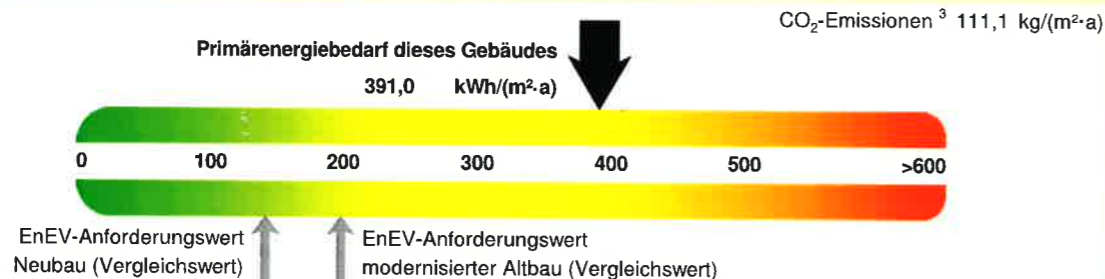 CO₂-Emissionen ³ 111,1 kg/(m²·a)
Primärenergiebedarf dieses Gebäudes
391,0 kWh/(m²·a)
0 100 200 300 400 500 >600
EnEV-Anforderungswert
Neubau (Vergleichswert)
EnEV-Anforderungswert
modernisierter Altbau (Vergleichswert)